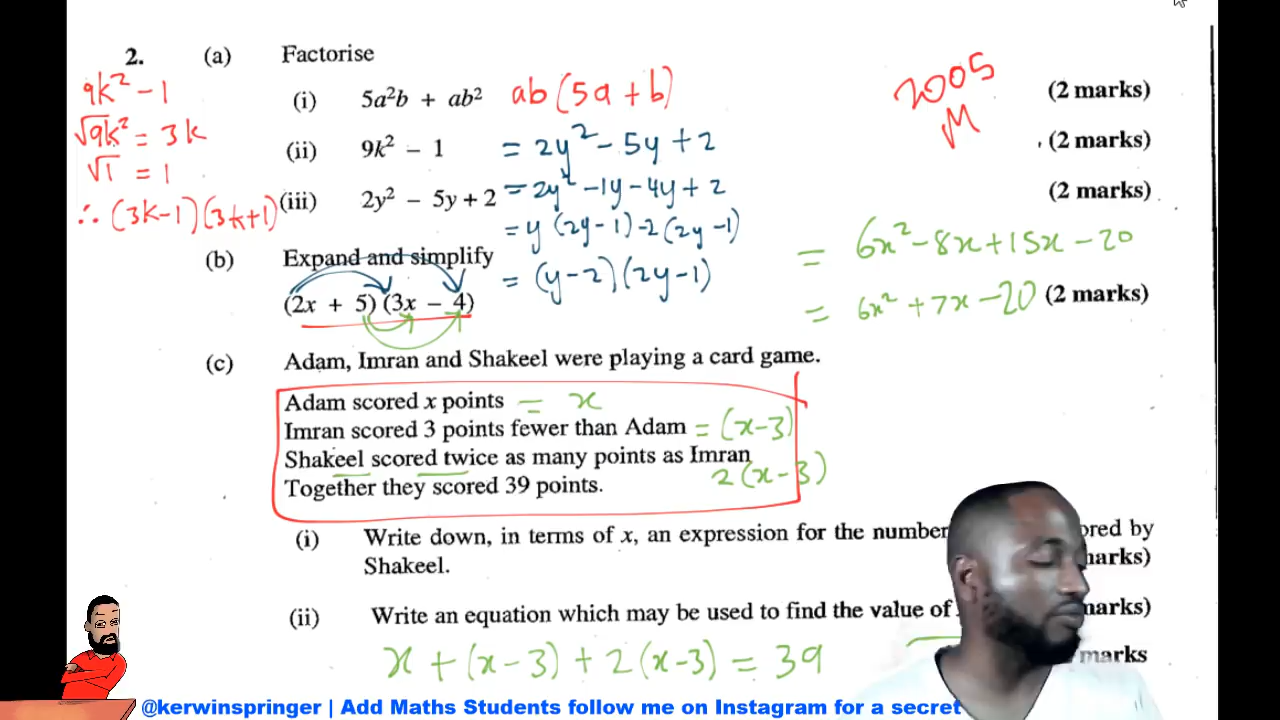 2. (a) Factorise
(i) 5a²b + ab² ab(5a + b) (2 marks)
(ii) 9k² − 1 = 2y² − 5y + 2 (2 marks)
(iii) 2y² − 5y + 2 = 2y² − 1y − 4y + 2 (2 marks)
= y(2y − 1) − 2(2y − 1)
= (y − 2)(2y − 1)
9k² − 1
√9k² = 3k
√1 = 1
∴ (3k−1)(3k+1)
2005
M
(b) Expand and simplify
(2x + 5)(3x − 4) (2 marks)
= 6x² − 8x + 15x − 20
= 6x² + 7x − 20
(c) Adam, Imran and Shakeel were playing a card game.
Adam scored x points = x
Imran scored 3 points fewer than Adam = (x−3)
Shakeel scored twice as many points as Imran 2(x−3)
Together they scored 39 points.
(i) Write down, in terms of x, an expression for the number ored by
Shakeel. marks)
(ii) Write an equation which may be used to find the value of marks)
x + (x − 3) + 2(x−3) = 39 marks
@kerwinspringer | Add Maths Students follow me on Instagram for a secret